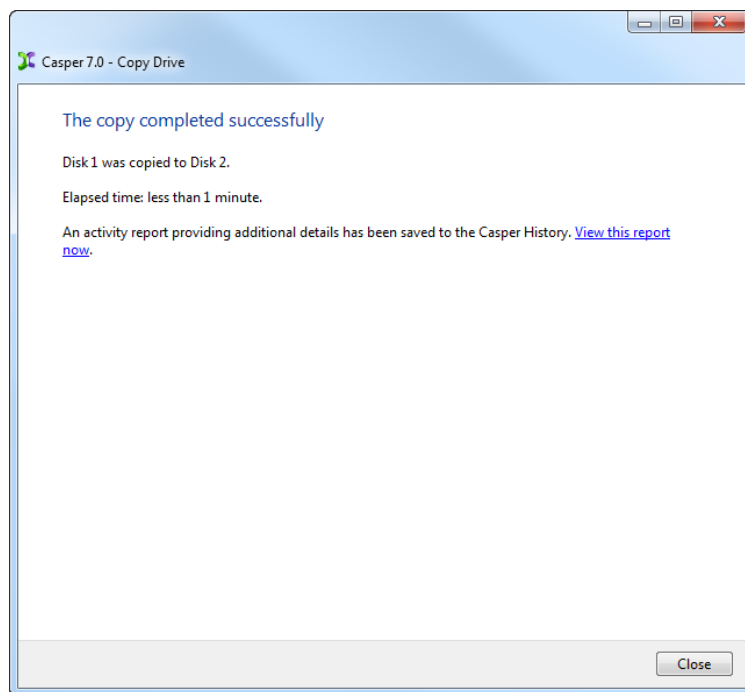 Casper 7.0 - Copy Drive
The copy completed successfully
Disk 1 was copied to Disk 2.
Elapsed time: less than 1 minute.
An activity report providing additional details has been saved to the Casper History. View this report
now.
Close